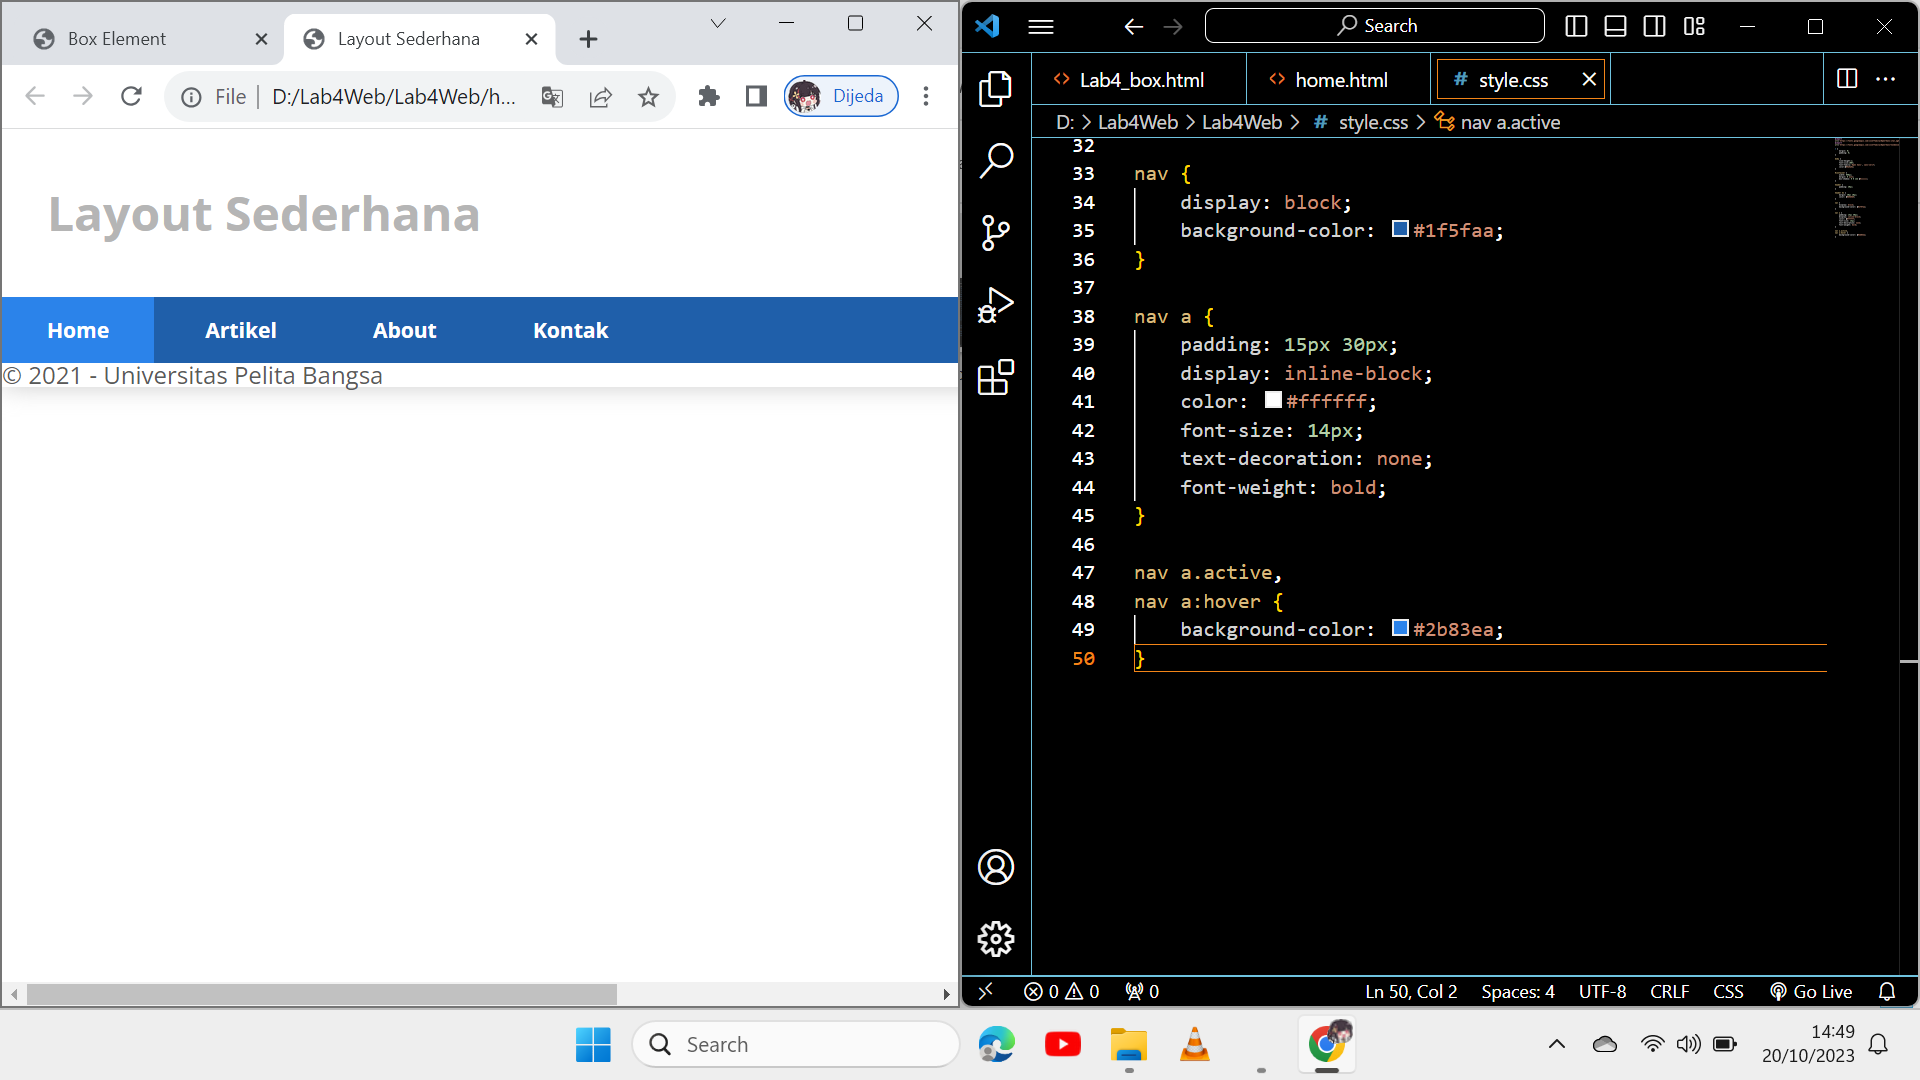 Box Element
Layout Sederhana
File
D:/Lab4Web/Lab4Web/h...
Dijeda
Layout Sederhana
Home Artikel About Kontak
© 2021 - Universitas Pelita Bangsa
Search
Lab4_box.html
home.html
# style.css
D: > Lab4Web > Lab4Web > # style.css > nav a.active
32
33 nav {
34 display: block;
35 background-color: #1f5faa;
36 }
37
38 nav a {
39 padding: 15px 30px;
40 display: inline-block;
41 color: #ffffff;
42 font-size: 14px;
43 text-decoration: none;
44 font-weight: bold;
45 }
46
47 nav a.active,
48 nav a:hover {
49 background-color: #2b83ea;
50 }
0 0 0
Ln 50, Col 2 Spaces: 4 UTF-8 CRLF CSS Go Live
Search
14:49
20/10/2023